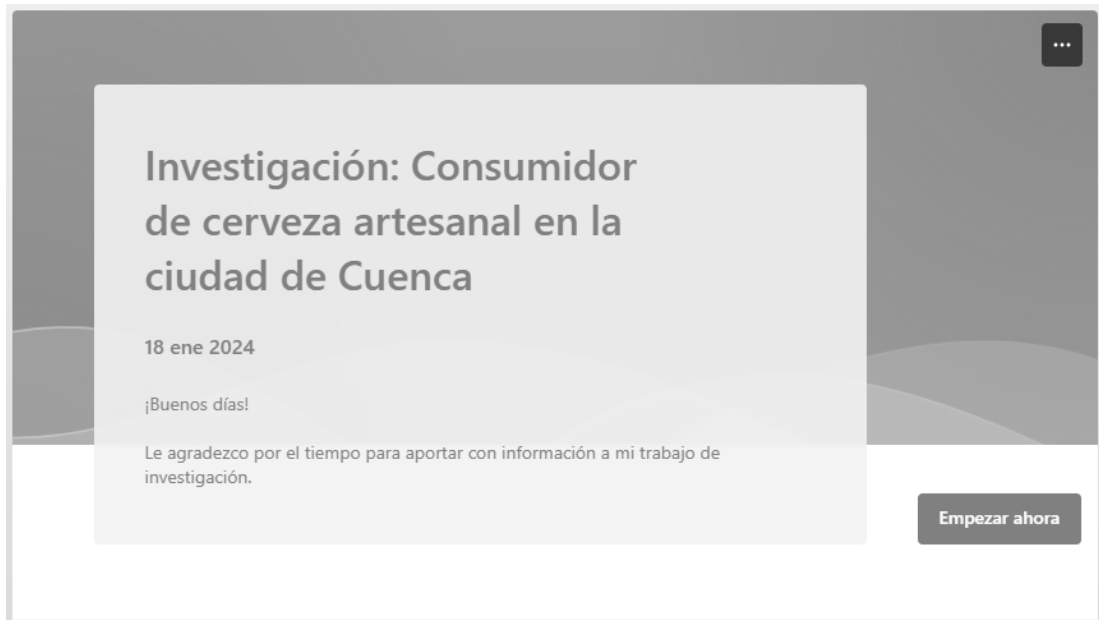 Investigación: Consumidor
de cerveza artesanal en la
ciudad de Cuenca
18 ene 2024
¡Buenos días!
Le agradezco por el tiempo para aportar con información a mi trabajo de
investigación.
Empezar ahora